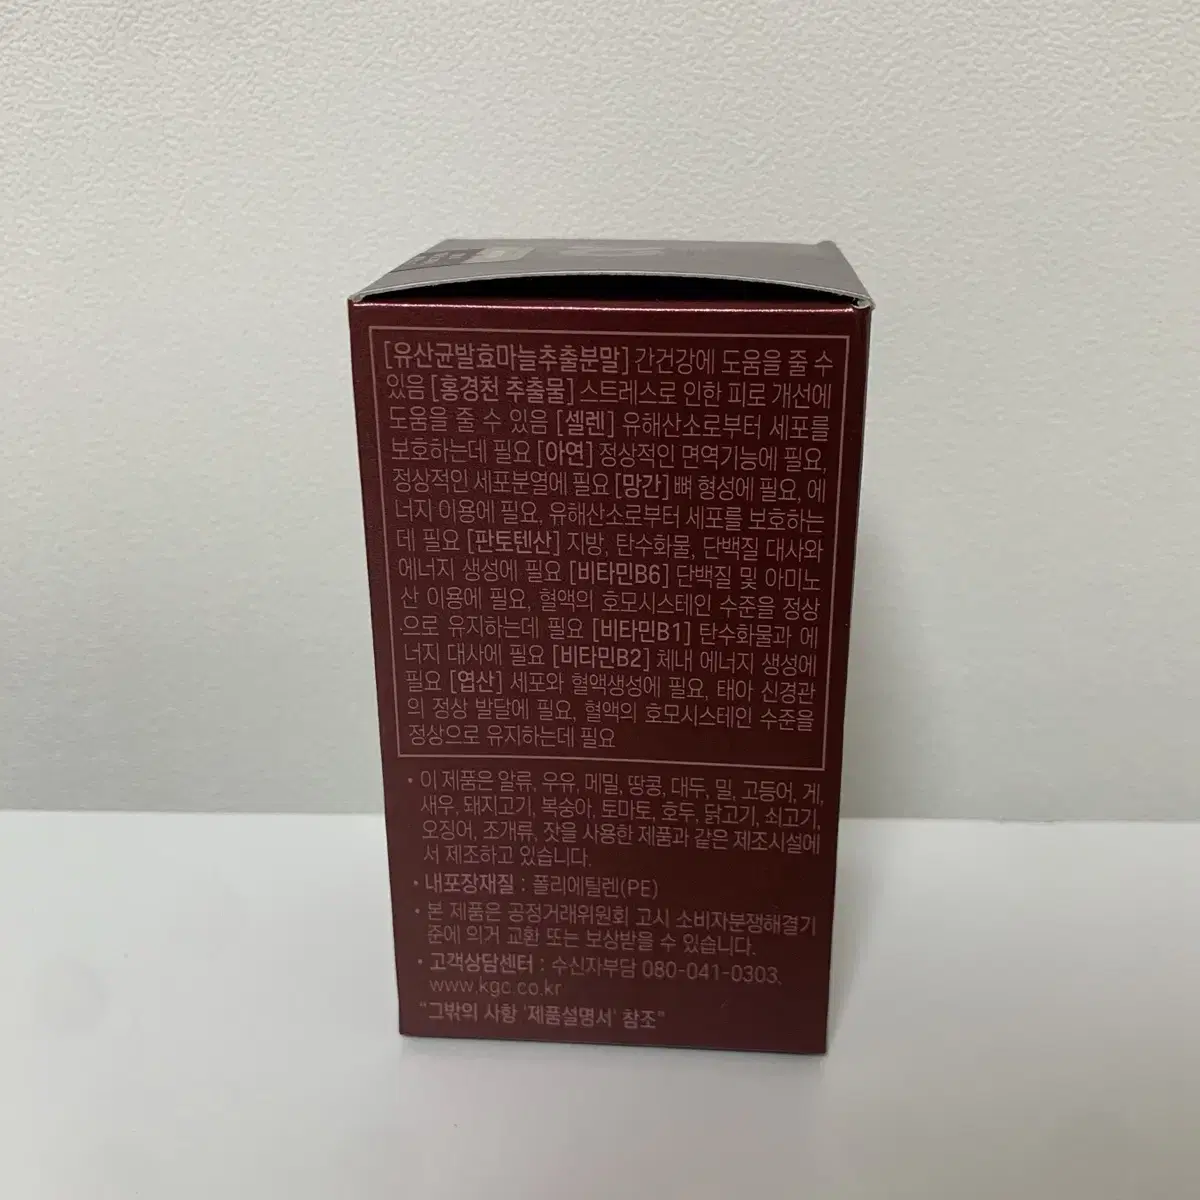 [유산균발효마늘추출분말] 간건강에 도움을 줄 수
있음 [홍경천 추출물] 스트레스로 인한 피로 개선에
도움을 줄 수 있음 [셀렌] 유해산소로부터 세포를
보호하는데 필요 [아연] 정상적인 면역기능에 필요,
정상적인 세포분열에 필요 [망간] 뼈 형성에 필요, 에
너지 이용에 필요, 유해산소로부터 세포를 보호하는
데 필요 [판토텐산] 지방, 탄수화물, 단백질 대사와
에너지 생성에 필요 [비타민B6] 단백질 및 아미노
산 이용에 필요, 혈액의 호모시스테인 수준을 정상
으로 유지하는데 필요 [비타민B1] 탄수화물과 에
너지 대사에 필요 [비타민B2] 체내 에너지 생성에
필요 [엽산] 세포와 혈액생성에 필요, 태아 신경관
의 정상 발달에 필요, 혈액의 호모시스테인 수준을
정상으로 유지하는데 필요
• 이 제품은 알류, 우유, 메밀, 땅콩, 대두, 밀, 고등어, 게,
새우, 돼지고기, 복숭아, 토마토, 호두, 닭고기, 쇠고기,
오징어, 조개류, 잣을 사용한 제품과 같은 제조시설에
서 제조하고 있습니다.
• 내포장재질 : 폴리에틸렌(PE)
• 본 제품은 공정거래위원회 고시 소비자분쟁해결기
준에 의거 교환 또는 보상받을 수 있습니다.
• 고객상담센터 : 수신자부담 080-041-0303,
www.kgc.co.kr
"그밖의 사항 '제품설명서' 참조"